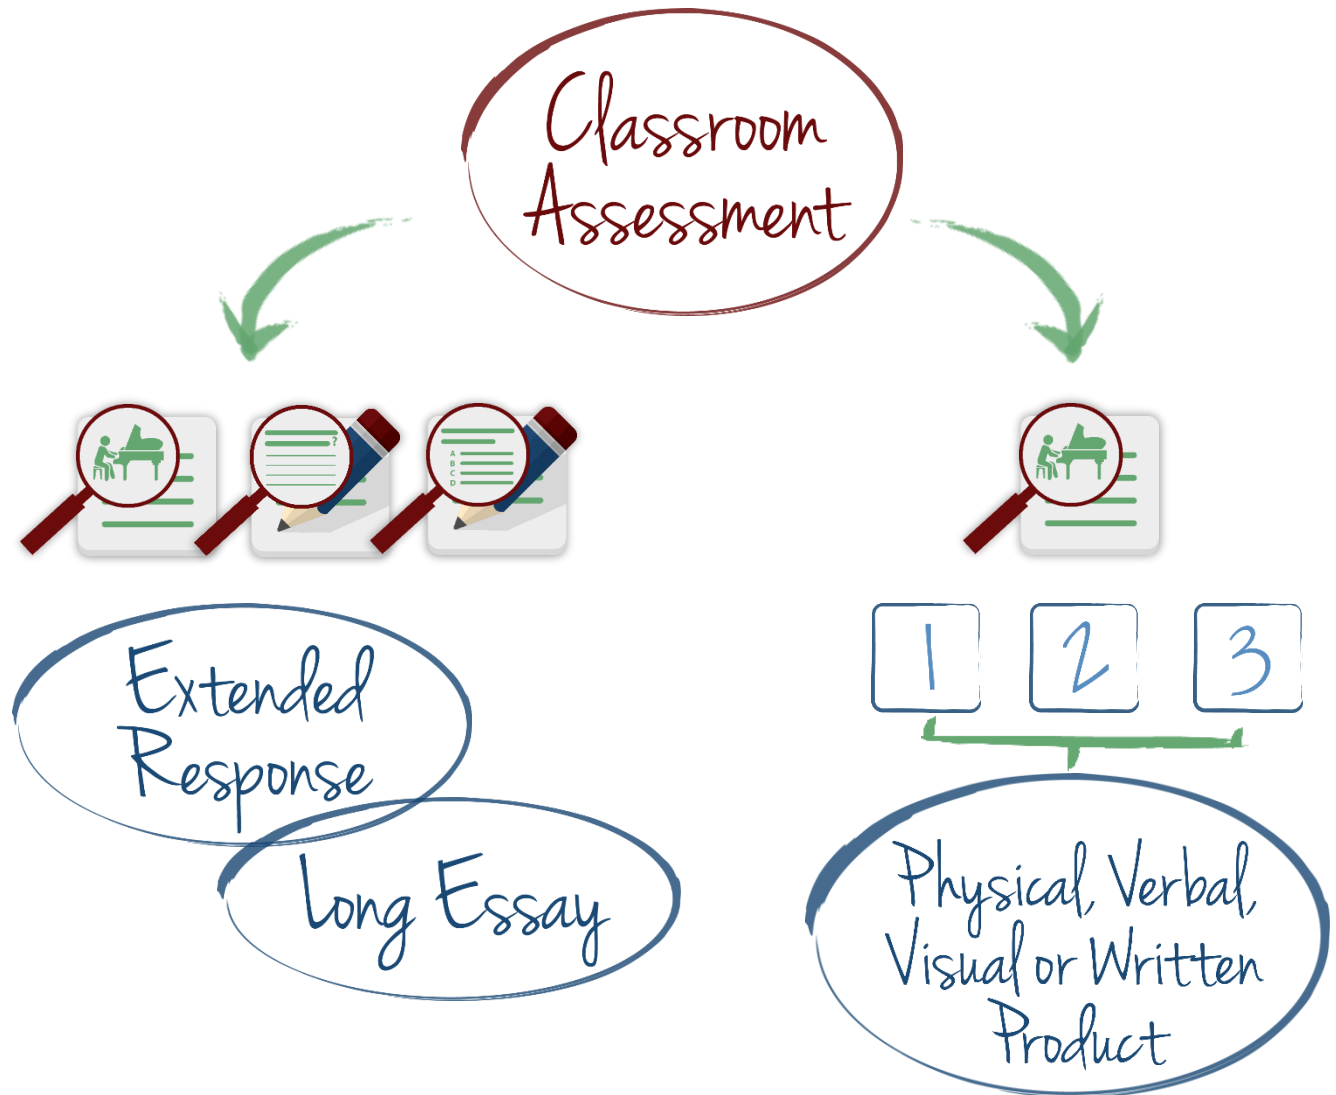 Classroom
Assessment
?
A
B
C
D
Extended
Response
Long Essay
1
2
3
Physical, Verbal,
Visual or Written
Product